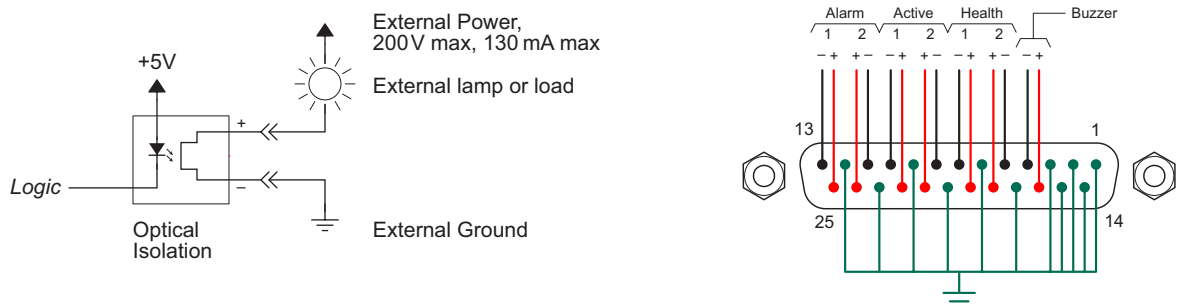 External Power,
200V max, 130 mA max
+5V
External lamp or load
+
Logic
–
Optical
Isolation
External Ground
Alarm Active Health Buzzer
1 2 1 2 1 2
– + + – – + + – – + + – – +
13 1
25 14